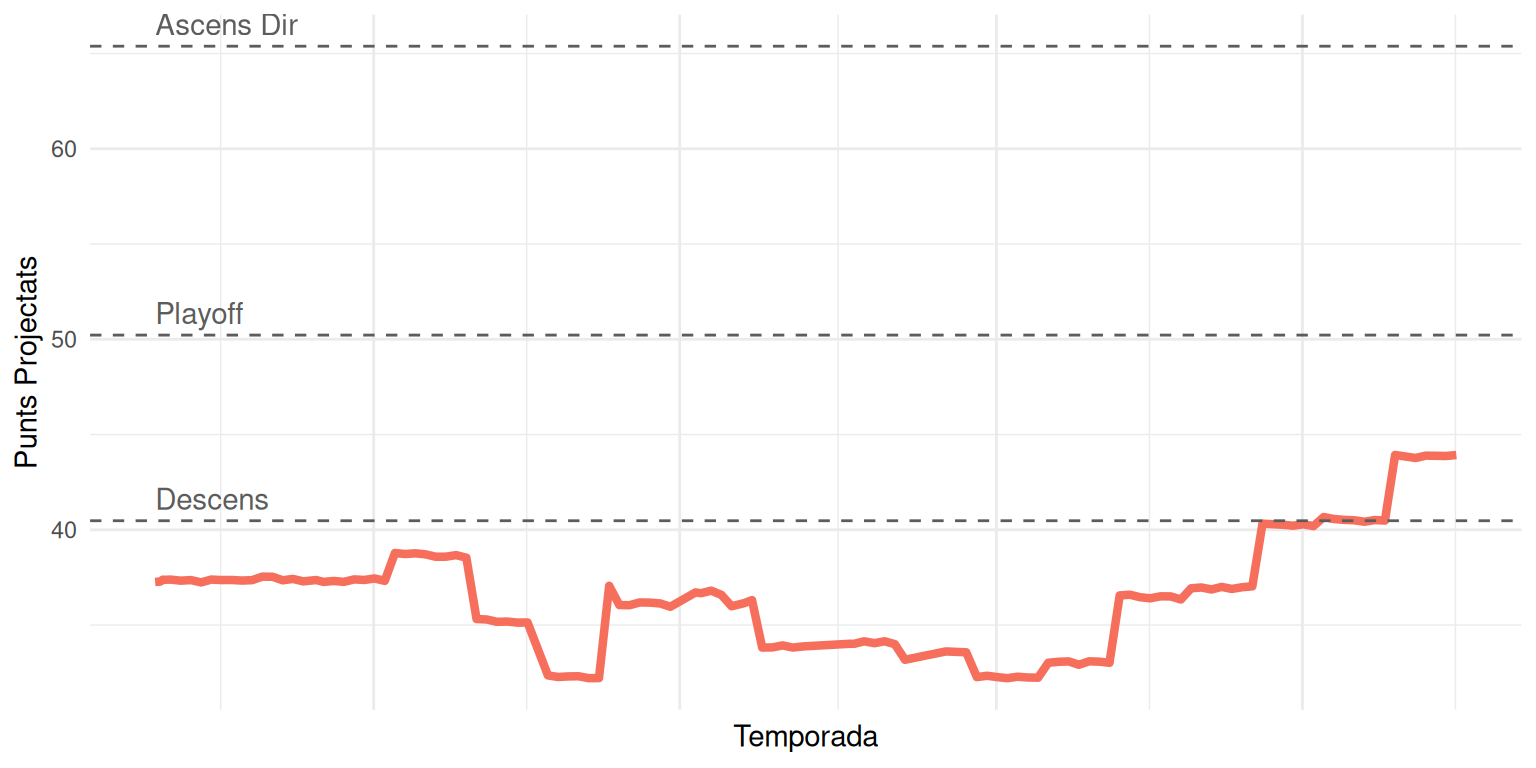 Ascens Dir
60
Playoff
50
Descens
40
Punts Projectats
Temporada